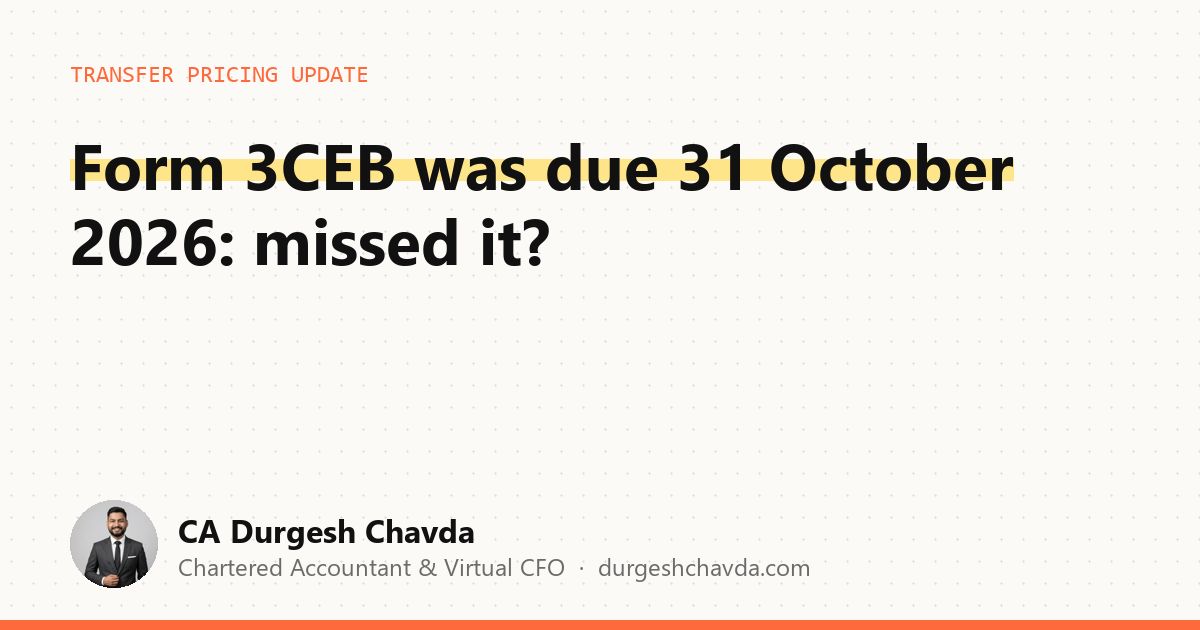 TRANSFER PRICING UPDATE
Form 3CEB was due 31 October
2026: missed it?
CA Durgesh Chavda
Chartered Accountant & Virtual CFO · durgeshchavda.com